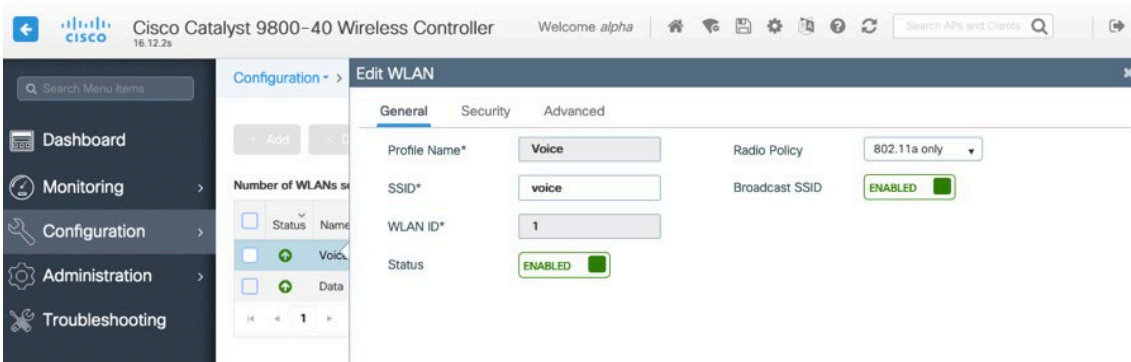 CISCO
Cisco Catalyst 9800-40 Wireless Controller
16.12.2s
Welcome alpha
Search APs and Clients
Search Menu Items
Dashboard
Monitoring
Configuration
Administration
Troubleshooting
Configuration >
Add
Number of WLANs
Status Name
Voice
Data
1
Edit WLAN
General Security Advanced
Profile Name* Voice Radio Policy 802.11a only
SSID* voice Broadcast SSID ENABLED
WLAN ID* 1
Status ENABLED